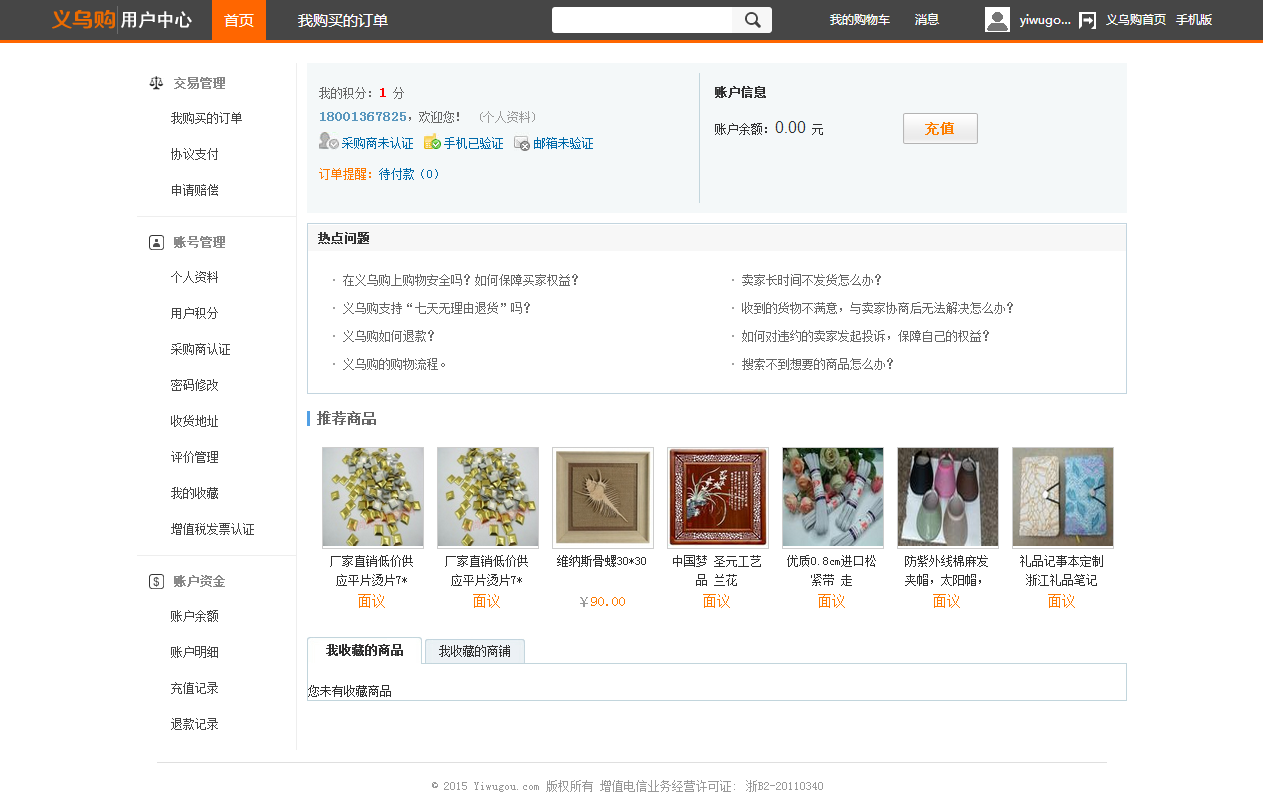 义乌购 用户中心 首页 我购买的订单 我的购物车 消息 yiwugo... 义乌购首页 手机版
交易管理
我购买的订单
协议支付
申请赔偿
账号管理
个人资料
用户积分
采购商认证
密码修改
收货地址
评价管理
我的收藏
增值税发票认证
账户资金
账户余额
账户明细
充值记录
退款记录
我的积分：1 分
18001367825，欢迎您！ （个人资料）
采购商未认证 手机已验证 邮箱未验证
订单提醒：待付款（0）
账户信息
账户余额：0.00 元 充值
热点问题
· 在义乌购上购物安全吗？如何保障买家权益？
· 义乌购支持“七天无理由退货”吗？
· 义乌购如何退款？
· 义乌购的购物流程。
· 卖家长时间不发货怎么办？
· 收到的货物不满意，与卖家协商后无法解决怎么办？
· 如何对违约的卖家发起投诉，保障自己的权益？
· 搜索不到想要的商品怎么办？
推荐商品
厂家直销低价供
应平片烫片7*
面议
厂家直销低价供
应平片烫片7*
面议
维纳斯骨螺30*30
￥90.00
中国梦 圣元工艺
品 兰花
面议
优质0.8cm进口松
紧带 走
面议
防紫外线棉麻发
夹帽，太阳帽，
面议
礼品记事本定制
浙江礼品笔记
面议
我收藏的商品 我收藏的商铺
您未有收藏商品
© 2015 Yiwugou.com 版权所有 增值电信业务经营许可证： 浙B2-20110340